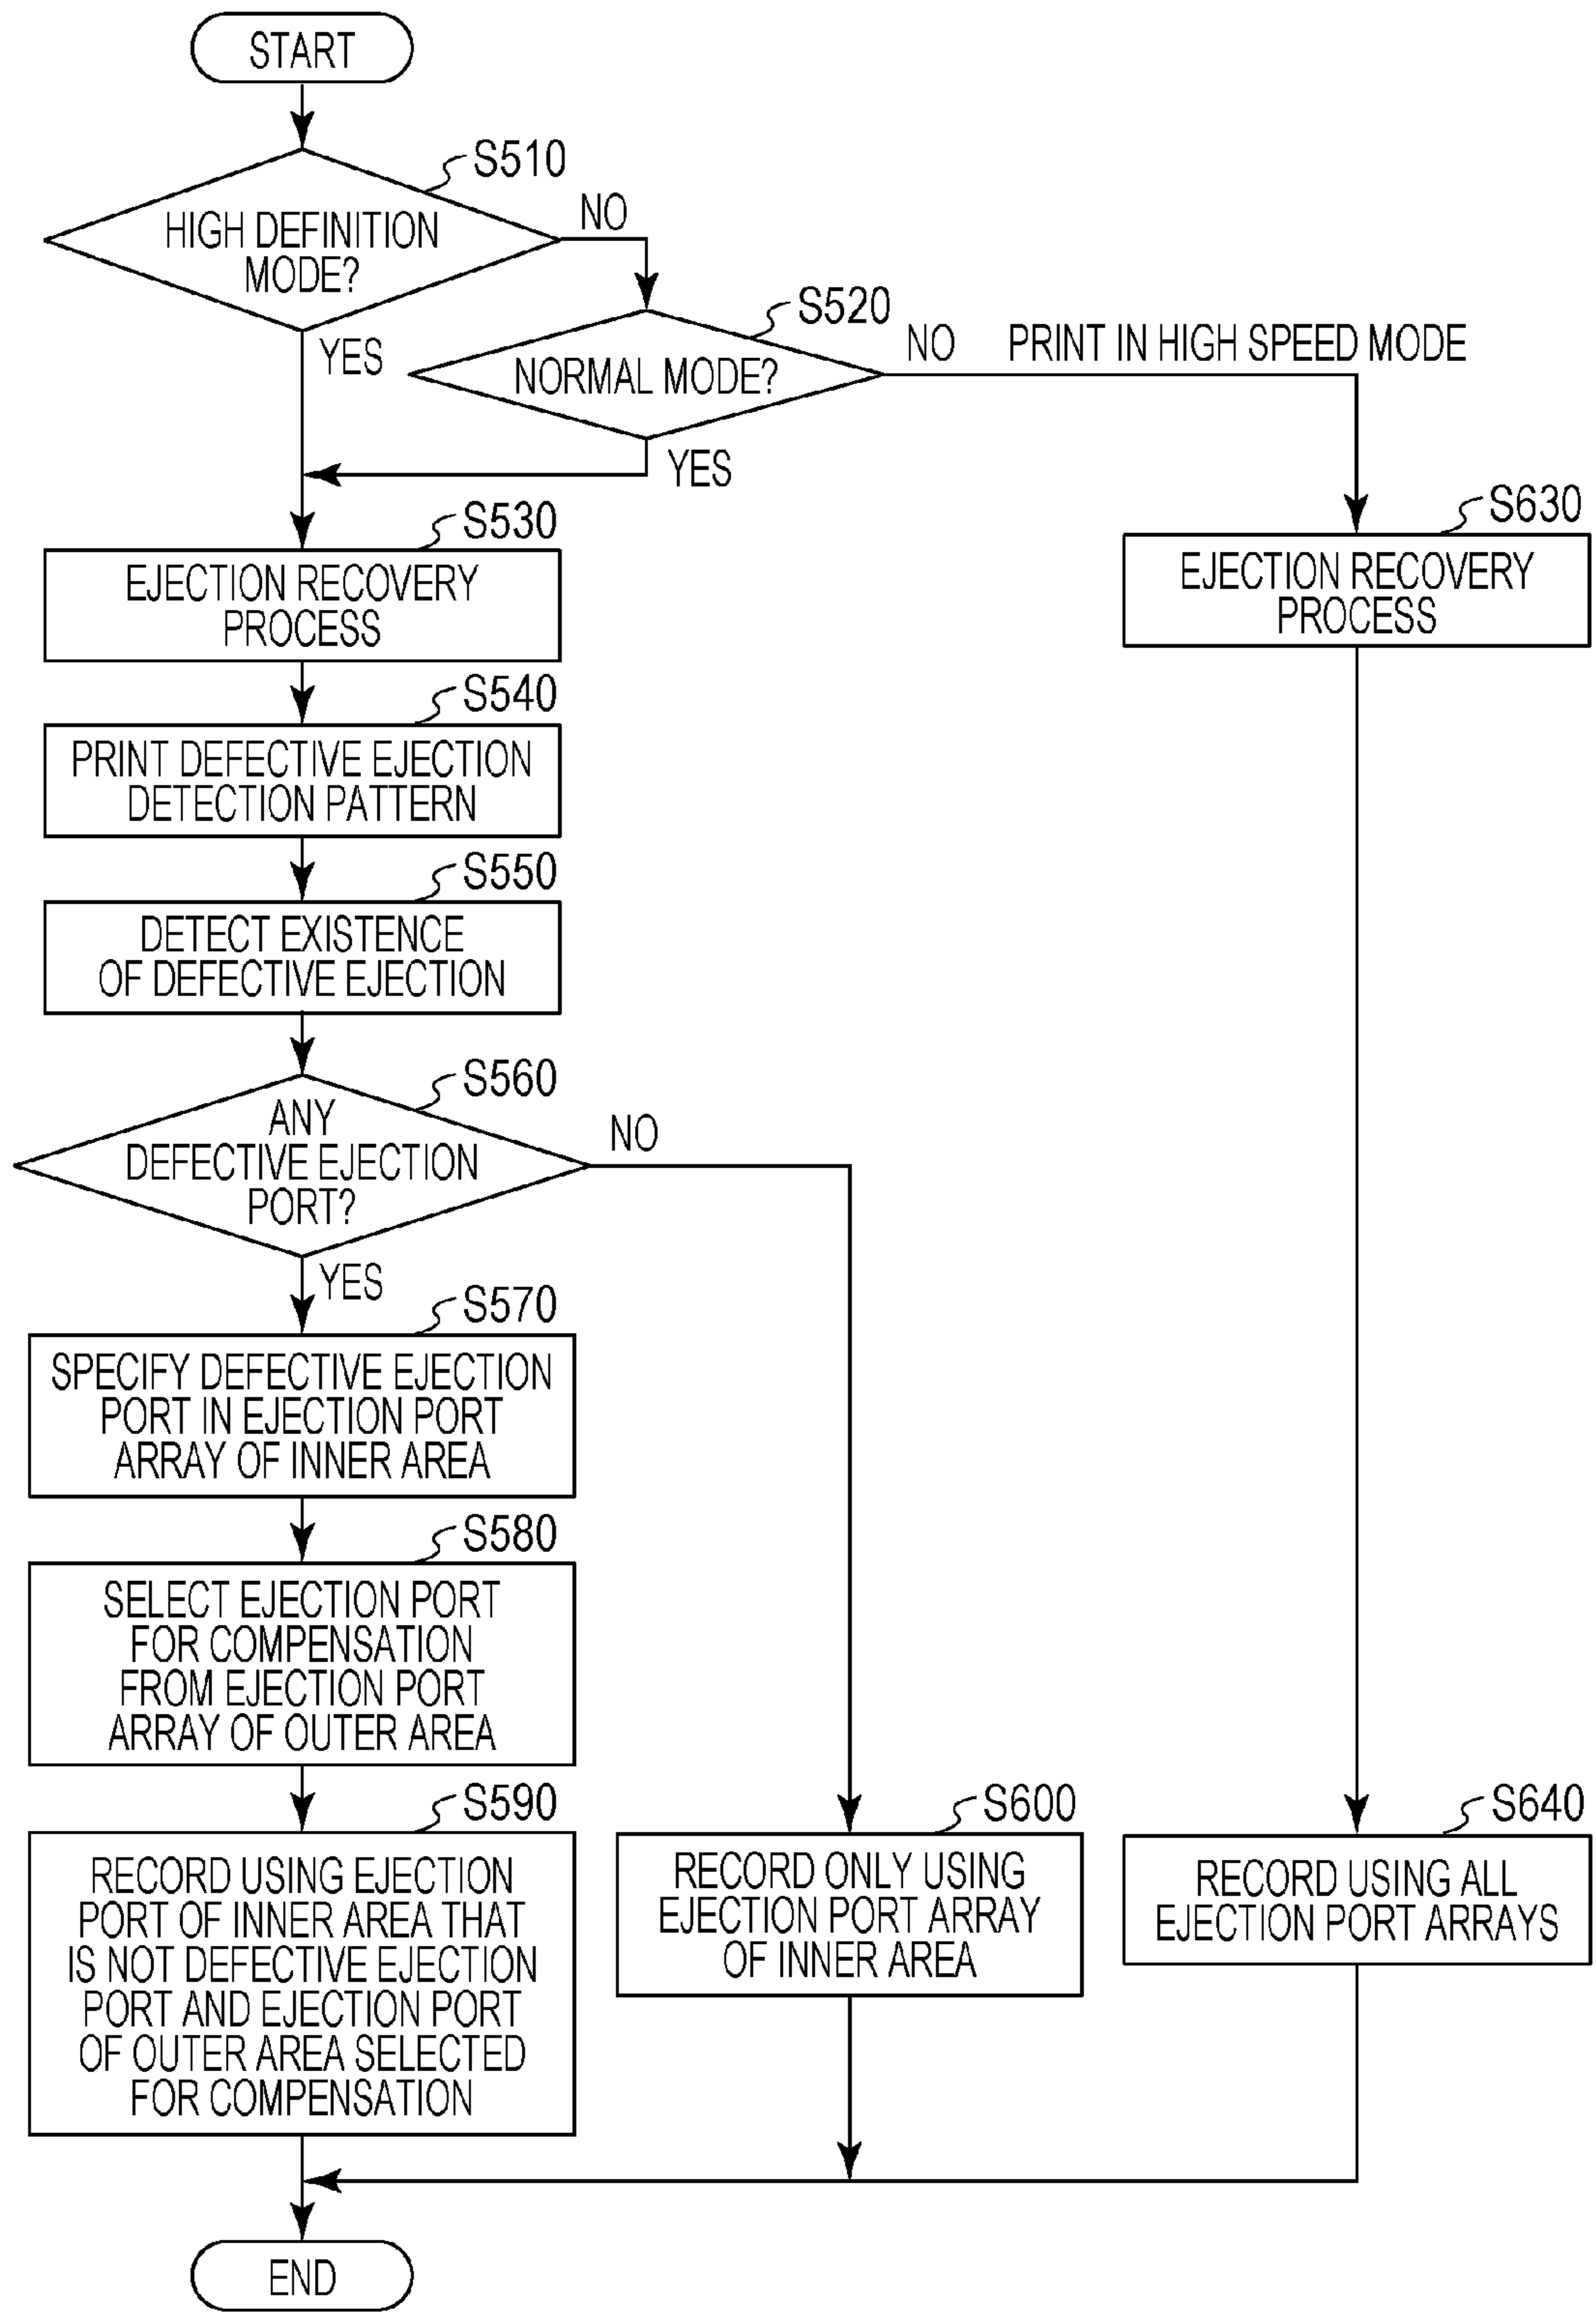 START
S510
HIGH DEFINITION
MODE?
NO
YES
S520
NORMAL MODE?
NO
PRINT IN HIGH SPEED MODE
YES
S530
EJECTION RECOVERY
PROCESS
S630
EJECTION RECOVERY
PROCESS
S540
PRINT DEFECTIVE EJECTION
DETECTION PATTERN
S550
DETECT EXISTENCE
OF DEFECTIVE EJECTION
S560
ANY
DEFECTIVE EJECTION
PORT?
NO
YES
S570
SPECIFY DEFECTIVE EJECTION
PORT IN EJECTION PORT
ARRAY OF INNER AREA
S580
SELECT EJECTION PORT
FOR COMPENSATION
FROM EJECTION PORT
ARRAY OF OUTER AREA
S590
RECORD USING EJECTION
PORT OF INNER AREA THAT
IS NOT DEFECTIVE EJECTION
PORT AND EJECTION PORT
OF OUTER AREA SELECTED
FOR COMPENSATION
S600
RECORD ONLY USING
EJECTION PORT ARRAY
OF INNER AREA
S640
RECORD USING ALL
EJECTION PORT ARRAYS
END